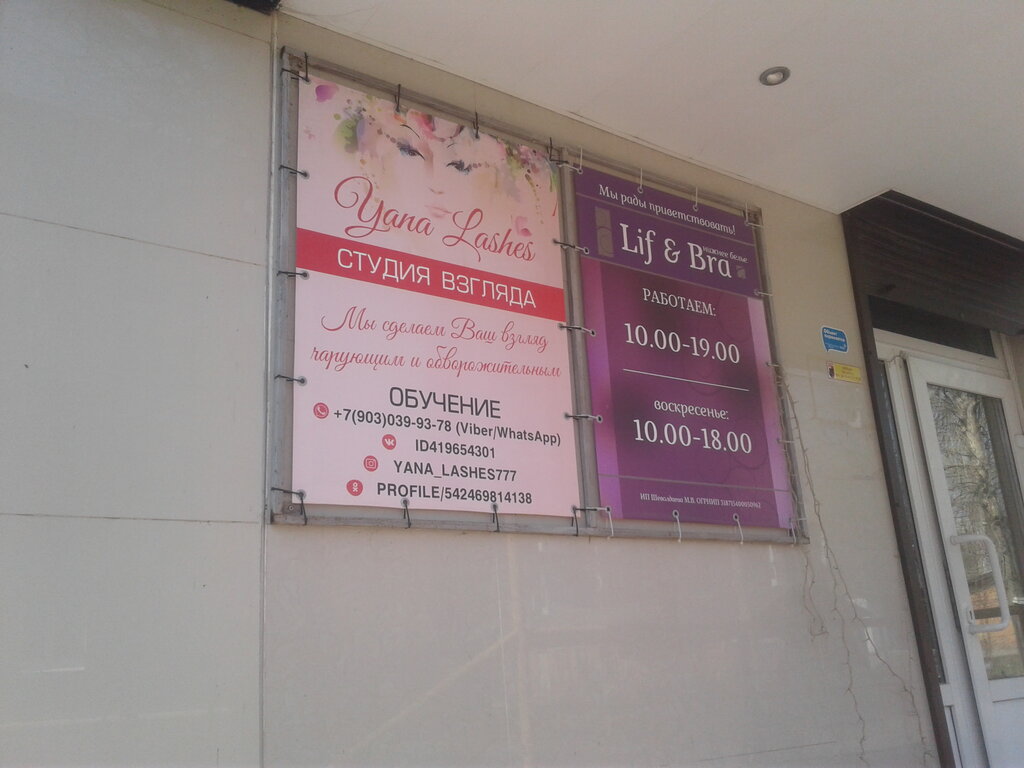 Yana Lashes
СТУДИЯ ВЗГЛЯДА
Мы сделаем Ваш взгляд
чарующим и обворожительным
ОБУЧЕНИЕ
+7(903)039-93-78 (Viber/WhatsApp)
ID419654301
YANA_LASHES777
PROFILE/542469814138
Мы рады приветствовать!
Lif & Bra
нижнее белье
РАБОТАЕМ:
10.00-19.00
воскресенье:
10.00-18.00
ИП М.В. ОГРНИП